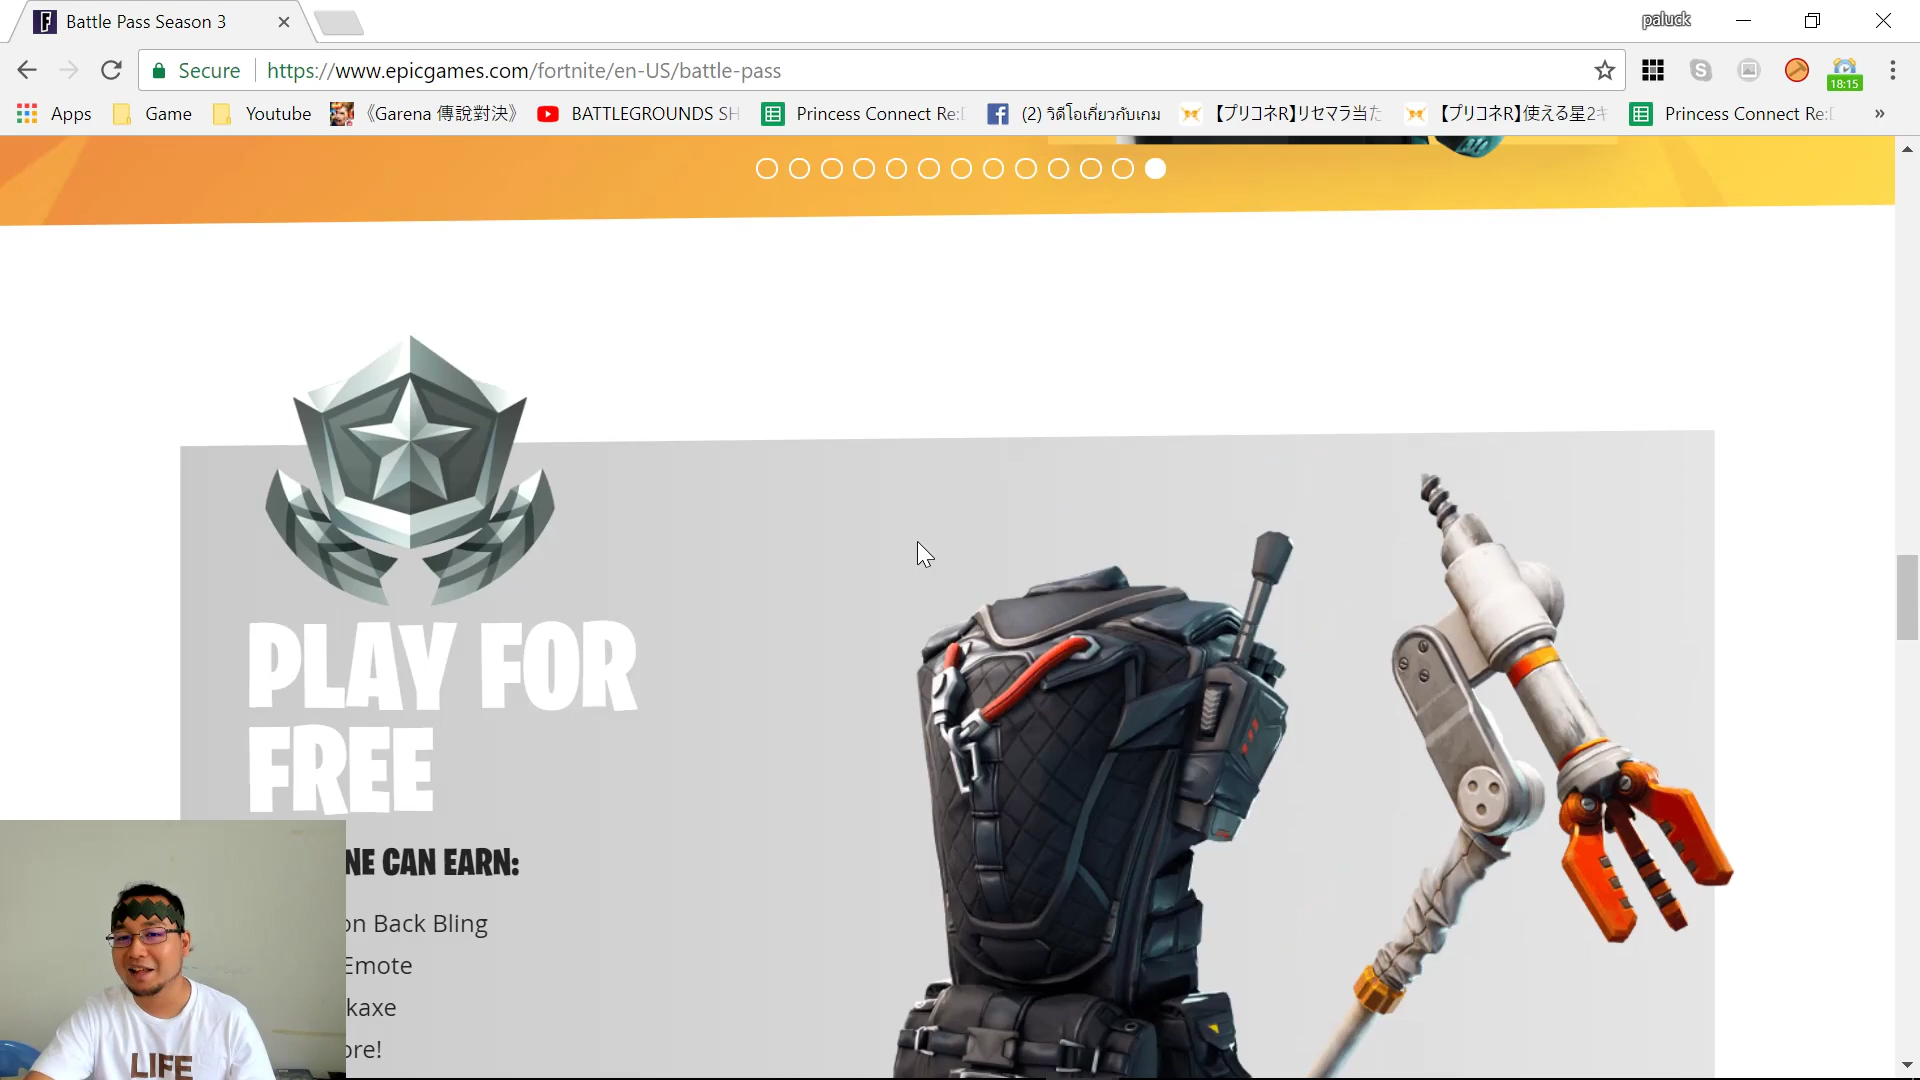 Battle Pass Season 3
paluck
Secure
https://www.epicgames.com/fortnite/en-US/battle-pass
18:15
Apps
Game
Youtube
《Garena 傳說對決》
BATTLEGROUNDS SH
Princess Connect Re:D
(2) วิดีโอเกี่ยวกับเกม
【プリコネR】リセマラ当た
【プリコネR】使える星2キ
Princess Connect Re:D
»
PLAY FOR
FREE
NE CAN EARN:
on Back Bling
Emote
kaxe
ore!
LIFE